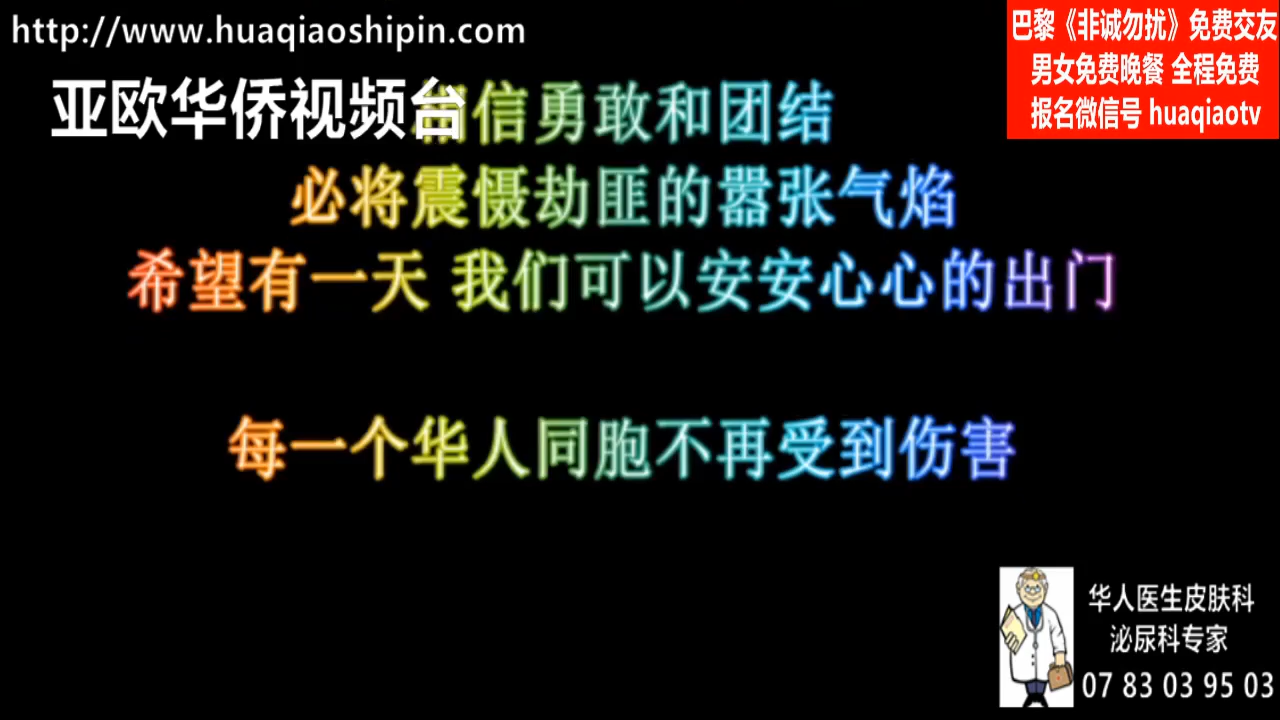 http://www.huaqiaoshipin.com
巴黎《非诚勿扰》免费交友
男女免费晚餐 全程免费
报名微信号 huaqiaotv
亚欧华侨视频台
信勇敢和团结
必将震慑劫匪的嚣张气焰
希望有一天 我们可以安安心心的出门
每一个华人同胞不再受到伤害
华人医生皮肤科
泌尿科专家
07 83 03 95 03